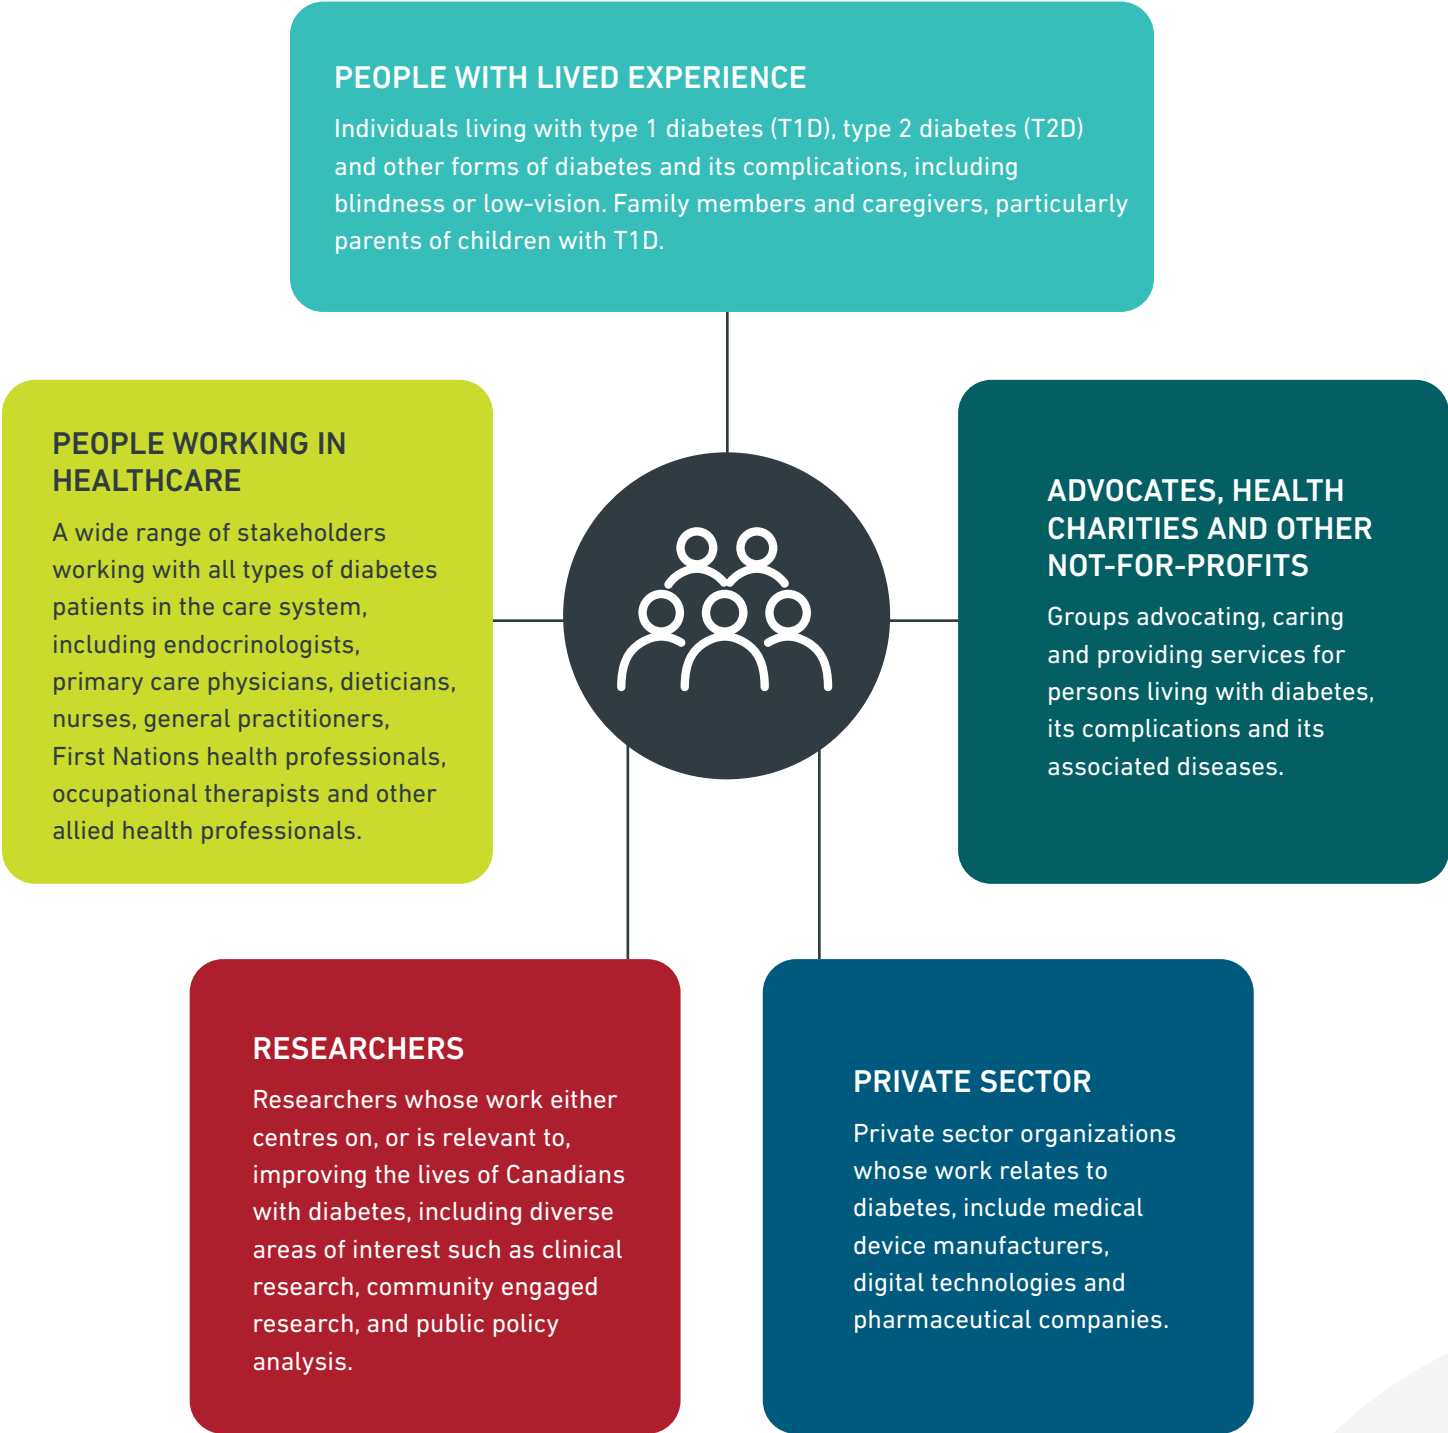 PEOPLE WITH LIVED EXPERIENCE
Individuals living with type 1 diabetes (T1D), type 2 diabetes (T2D)
and other forms of diabetes and its complications, including
blindness or low-vision. Family members and caregivers, particularly
parents of children with T1D.
PEOPLE WORKING IN
HEALTHCARE
A wide range of stakeholders
working with all types of diabetes
patients in the care system,
including endocrinologists,
primary care physicians, dieticians,
nurses, general practitioners,
First Nations health professionals,
occupational therapists and other
allied health professionals.
ADVOCATES, HEALTH
CHARITIES AND OTHER
NOT-FOR-PROFITS
Groups advocating, caring
and providing services for
persons living with diabetes,
its complications and its
associated diseases.
RESEARCHERS
Researchers whose work either
centres on, or is relevant to,
improving the lives of Canadians
with diabetes, including diverse
areas of interest such as clinical
research, community engaged
research, and public policy
analysis.
PRIVATE SECTOR
Private sector organizations
whose work relates to
diabetes, include medical
device manufacturers,
digital technologies and
pharmaceutical companies.